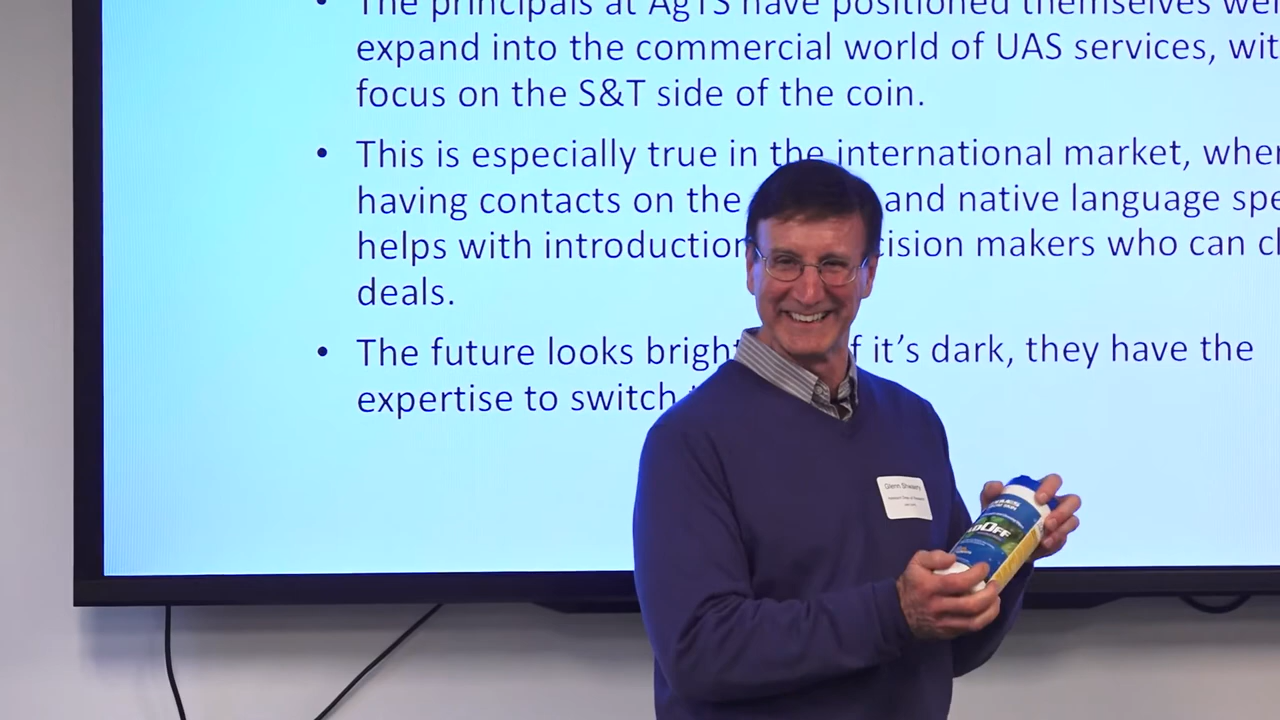 • The principals at AgTS have positioned themselves wel
expand into the commercial world of UAS services, wit
focus on the S&T side of the coin.
• This is especially true in the international market, wher
having contacts on the and native language spe
helps with introduction cision makers who can cl
deals.
• The future looks bright f it's dark, they have the
expertise to switch
Glenn
OFF